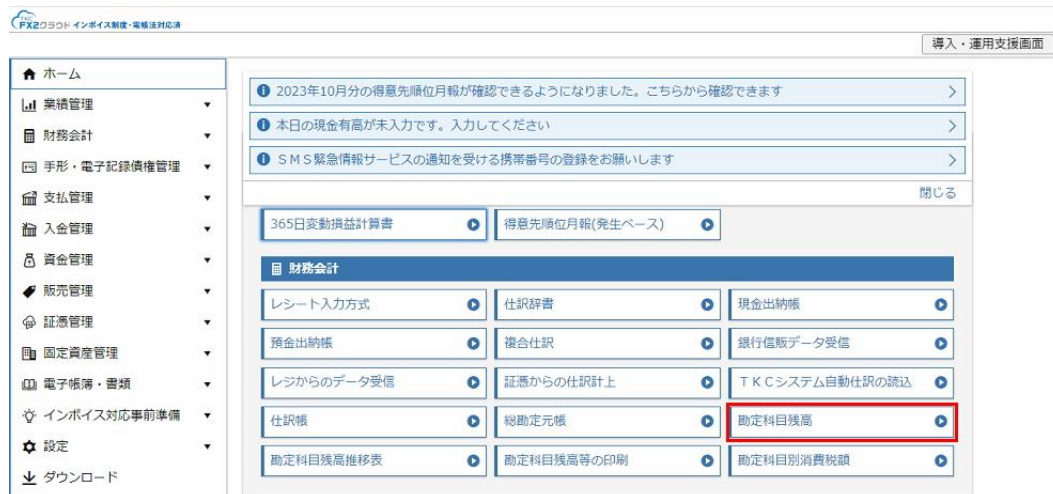 TKC
FX2クラウド インボイス制度・電帳法対応済
導入・運用支援画面
ホーム
業績管理
財務会計
手形・電子記録債権管理
支払管理
入金管理
資金管理
販売管理
証憑管理
固定資産管理
電子帳簿・書類
インボイス対応事前準備
設定
ダウンロード
2023年10月分の得意先順位月報が確認できるようになりました。こちらから確認できます
本日の現金有高が未入力です。入力してください
SMS緊急情報サービスの通知を受ける携帯番号の登録をお願いします
閉じる
365日変動損益計算書 得意先順位月報(発生ベース)
財務会計
レシート入力方式 仕訳辞書 現金出納帳
預金出納帳 複合仕訳 銀行信販データ受信
レジからのデータ受信 証憑からの仕訳計上 TKCシステム自動仕訳の読込
仕訳帳 総勘定元帳 勘定科目残高
勘定科目残高推移表 勘定科目残高等の印刷 勘定科目別消費税額